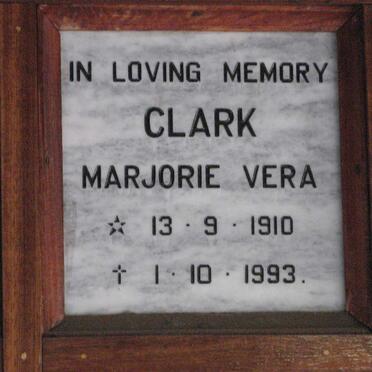 IN LOVING MEMORY
CLARK
MARJORIE VERA
☆ 13 · 9 · 1910
† 1 · 10 · 1993.